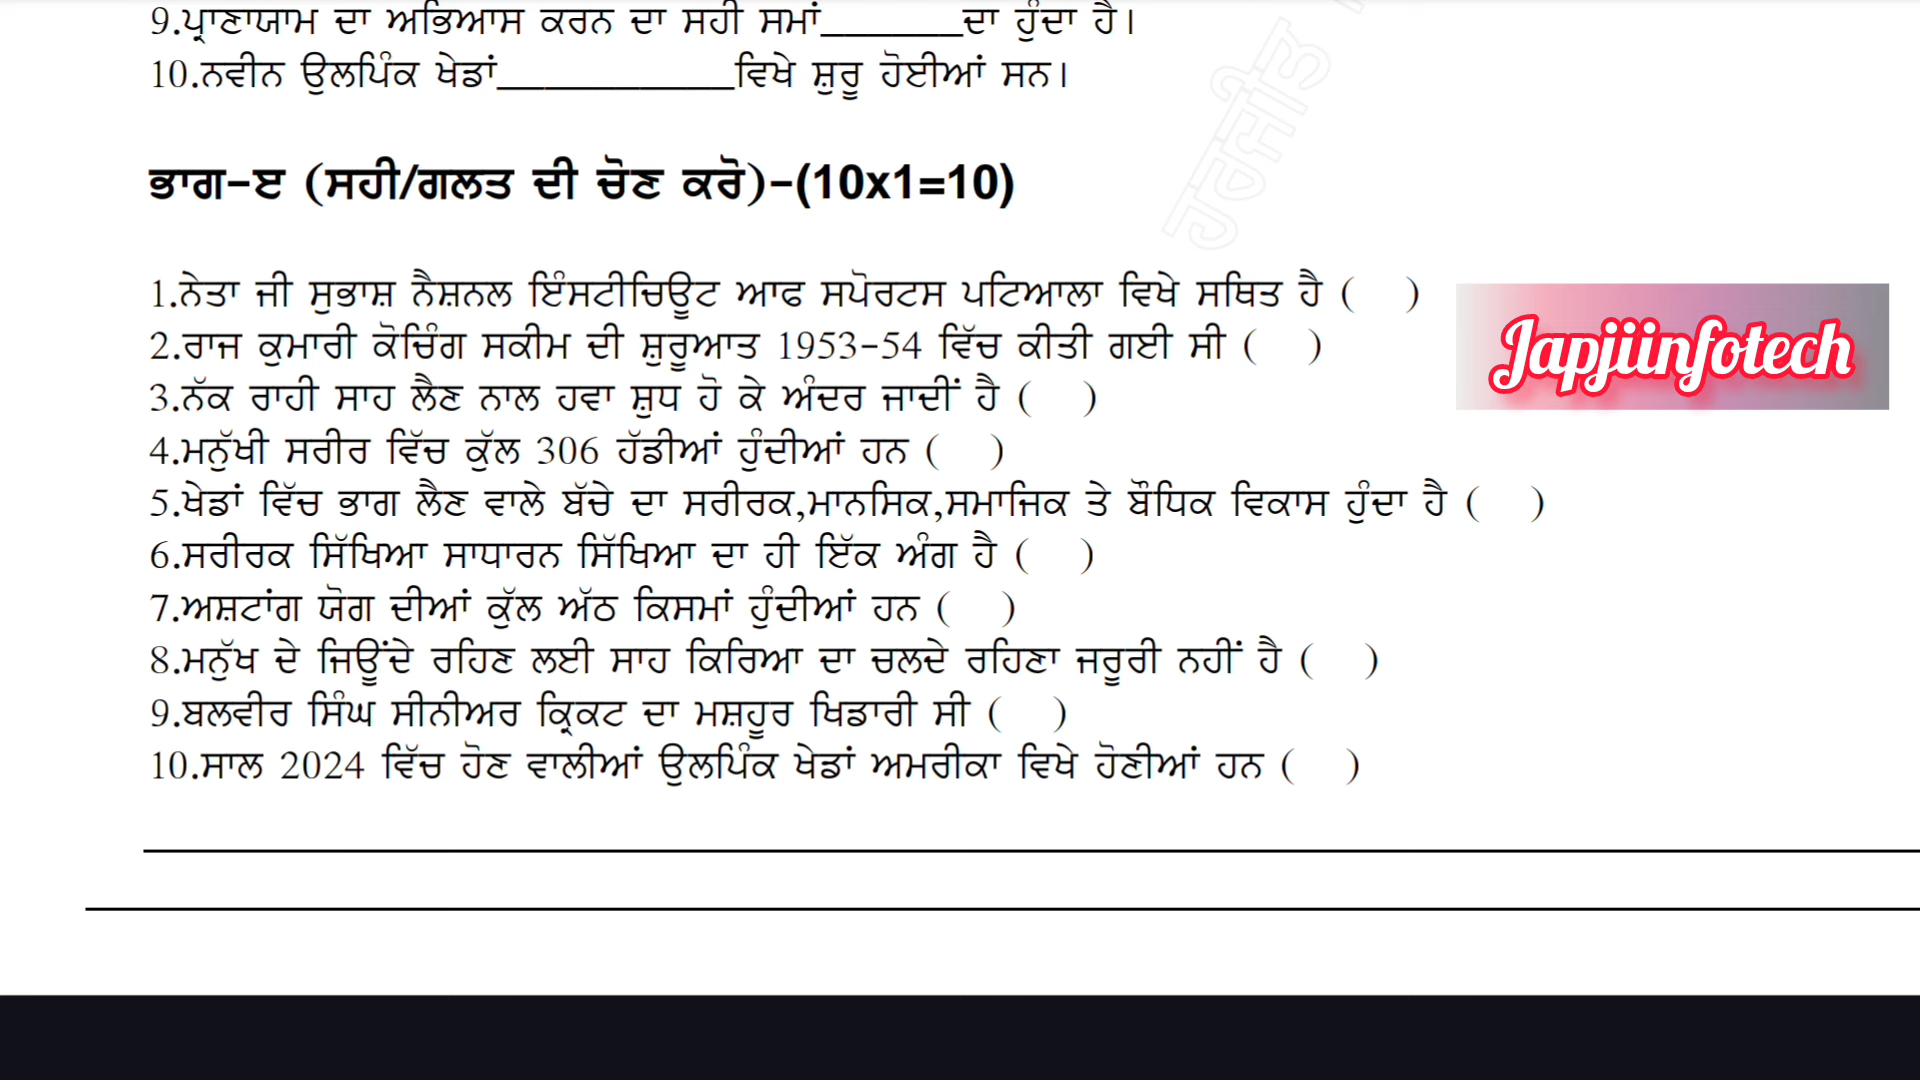 9.ਪ੍ਰਾਣਾਯਾਮ ਦਾ ਅਭਿਆਸ ਕਰਨ ਦਾ ਸਹੀ ਸਮਾਂ______ਦਾ ਹੁੰਦਾ ਹੈ।
10.ਨਵੀਨ ਉਲਪਿੰਕ ਖੇਡਾਂ__________ਵਿਖੇ ਸ਼ੁਰੂ ਹੋਈਆਂ ਸਨ।
ਭਾਗ-ੲ (ਸਹੀ/ਗਲਤ ਦੀ ਚੋਣ ਕਰੋ)-(10x1=10)
1.ਨੇਤਾ ਜੀ ਸੁਭਾਸ਼ ਨੈਸ਼ਨਲ ਇੰਸਟੀਚਿਊਟ ਆਫ ਸਪੋਰਟਸ ਪਟਿਆਲਾ ਵਿਖੇ ਸਥਿਤ ਹੈ ( )
2.ਰਾਜ ਕੁਮਾਰੀ ਕੋਚਿੰਗ ਸਕੀਮ ਦੀ ਸ਼ੁਰੂਆਤ 1953-54 ਵਿੱਚ ਕੀਤੀ ਗਈ ਸੀ ( )
3.ਨੱਕ ਰਾਹੀ ਸਾਹ ਲੈਣ ਨਾਲ ਹਵਾ ਸ਼ੁਧ ਹੋ ਕੇ ਅੰਦਰ ਜਾਦੀਂ ਹੈ ( )
4.ਮਨੁੱਖੀ ਸਰੀਰ ਵਿੱਚ ਕੁੱਲ 306 ਹੱਡੀਆਂ ਹੁੰਦੀਆਂ ਹਨ ( )
5.ਖੇਡਾਂ ਵਿੱਚ ਭਾਗ ਲੈਣ ਵਾਲੇ ਬੱਚੇ ਦਾ ਸਰੀਰਕ,ਮਾਨਸਿਕ,ਸਮਾਜਿਕ ਤੇ ਬੌਧਿਕ ਵਿਕਾਸ ਹੁੰਦਾ ਹੈ ( )
6.ਸਰੀਰਕ ਸਿੱਖਿਆ ਸਾਧਾਰਨ ਸਿੱਖਿਆ ਦਾ ਹੀ ਇੱਕ ਅੰਗ ਹੈ ( )
7.ਅਸ਼ਟਾਂਗ ਯੋਗ ਦੀਆਂ ਕੁੱਲ ਅੱਠ ਕਿਸਮਾਂ ਹੁੰਦੀਆਂ ਹਨ ( )
8.ਮਨੁੱਖ ਦੇ ਜਿਊਂਦੇ ਰਹਿਣ ਲਈ ਸਾਹ ਕਿਰਿਆ ਦਾ ਚਲਦੇ ਰਹਿਣਾ ਜਰੂਰੀ ਨਹੀਂ ਹੈ ( )
9.ਬਲਵੀਰ ਸਿੰਘ ਸੀਨੀਅਰ ਕ੍ਰਿਕਟ ਦਾ ਮਸ਼ਹੂਰ ਖਿਡਾਰੀ ਸੀ ( )
10.ਸਾਲ 2024 ਵਿੱਚ ਹੋਣ ਵਾਲੀਆਂ ਉਲਪਿੰਕ ਖੇਡਾਂ ਅਮਰੀਕਾ ਵਿਖੇ ਹੋਣੀਆਂ ਹਨ ( )
Japjiiinfotech